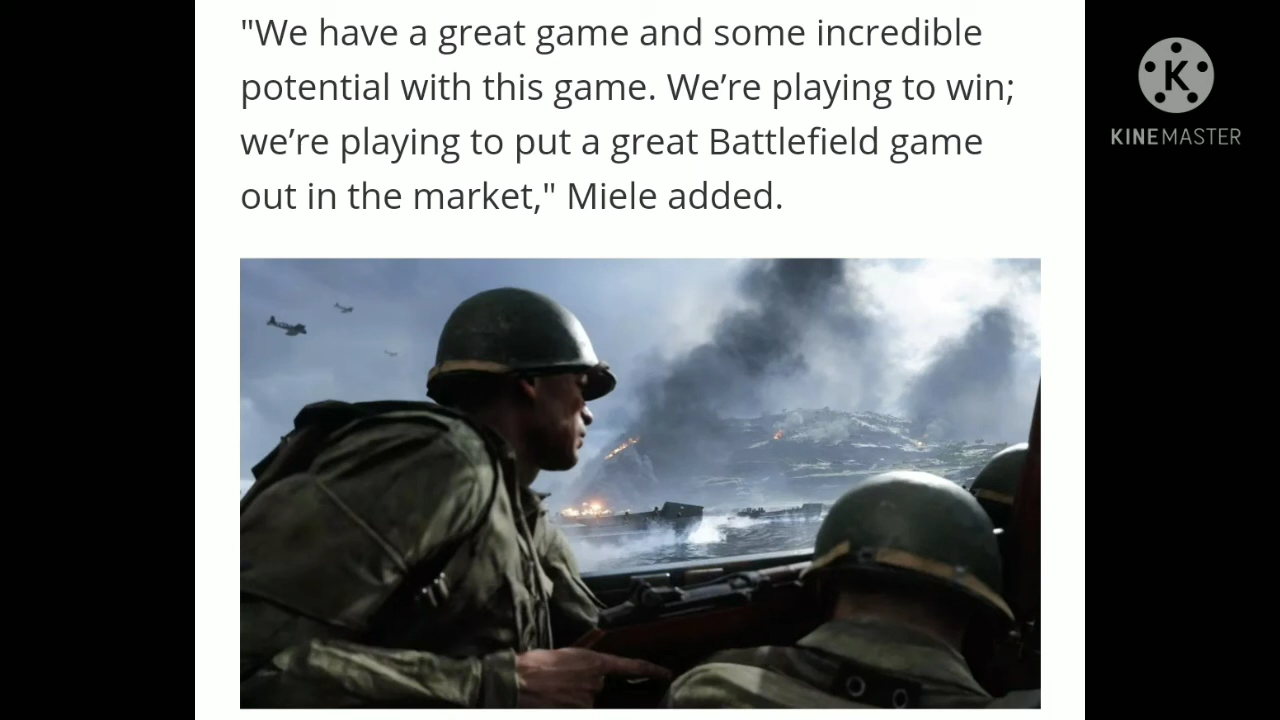 "We have a great game and some incredible
potential with this game. We’re playing to win;
we’re playing to put a great Battlefield game
out in the market," Miele added.
K
KINEMASTER